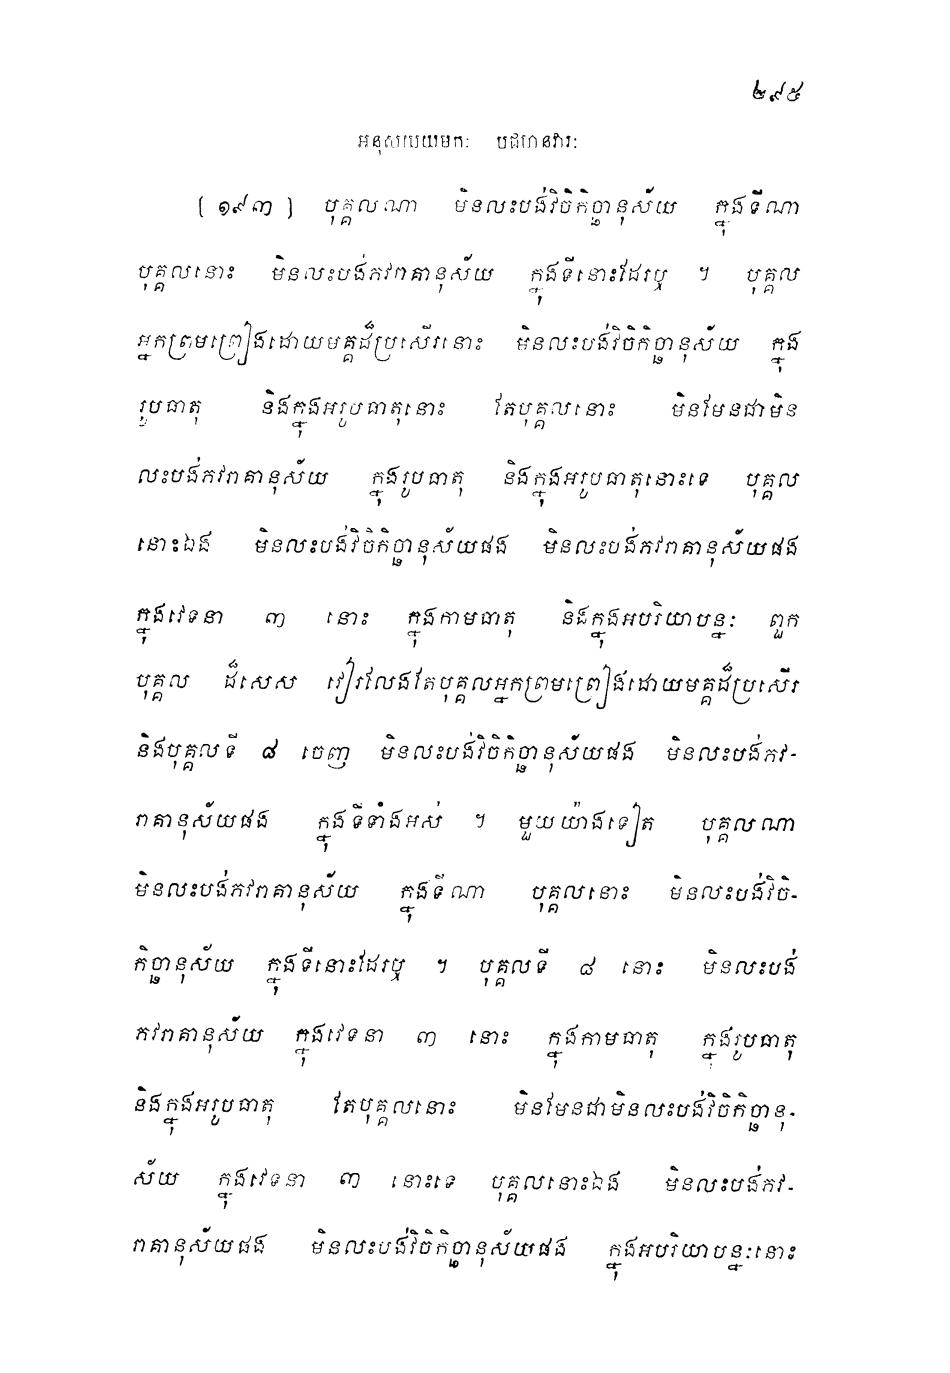 ២៩៥
អនុសយយមកៈ បដហនវារៈ
[ ១៩៣ ] បុគ្គលណា មិនលះបង់វិចិកិច្ឆានុស័យ ក្នុងទីណា
បុគ្គលនោះ មិនលះបង់ភវរាគានុស័យ ក្នុងទីនោះដែរឬ ។ បុគ្គល
អ្នកព្រមព្រៀងដោយមគ្គដ៏ប្រសើរនោះ មិនលះបង់វិចិកិច្ឆានុស័យ ក្នុង
រូបធាតុ និងក្នុងអរូបធាតុនោះ តែបុគ្គលនោះ មិនមែនជាមិន
លះបង់ភវរាគានុស័យ ក្នុងរូបធាតុ និងក្នុងអរូបធាតុនោះទេ បុគ្គល
នោះឯង មិនលះបង់វិចិកិច្ឆានុស័យផង មិនលះបង់ភវរាគានុស័យផង
ក្នុងវេទនា ៣ នោះ ក្នុងកាមធាតុ និងក្នុងអបរិយាបន្នៈ ពួក
បុគ្គល ដ៏សេស វៀរលែងតែបុគ្គលអ្នកព្រមព្រៀងដោយមគ្គដ៏ប្រសើរ
និងបុគ្គលទី ៨ ចេញ មិនលះបង់វិចិកិច្ឆានុស័យផង មិនលះបង់ភវ-
រាគានុស័យផង ក្នុងទីទាំងអស់ ។ មួយយ៉ាងទៀត បុគ្គលណា
មិនលះបង់ភវរាគានុស័យ ក្នុងទីណា បុគ្គលនោះ មិនលះបង់វិចិ-
កិច្ឆានុស័យ ក្នុងទីនោះដែរឬ ។ បុគ្គលទី ៨ នោះ មិនលះបង់
ភវរាគានុស័យ ក្នុងវេទនា ៣ នោះ ក្នុងកាមធាតុ ក្នុងរូបធាតុ
និងក្នុងអរូបធាតុ តែបុគ្គលនោះ មិនមែនជាមិនលះបង់វិចិកិច្ឆានុ-
ស័យ ក្នុងវេទនា ៣ នោះទេ បុគ្គលនោះឯង មិនលះបង់ភវ-
រាគានុស័យផង មិនលះបង់វិចិកិច្ឆានុស័យផង ក្នុងអបរិយាបន្នៈនោះ